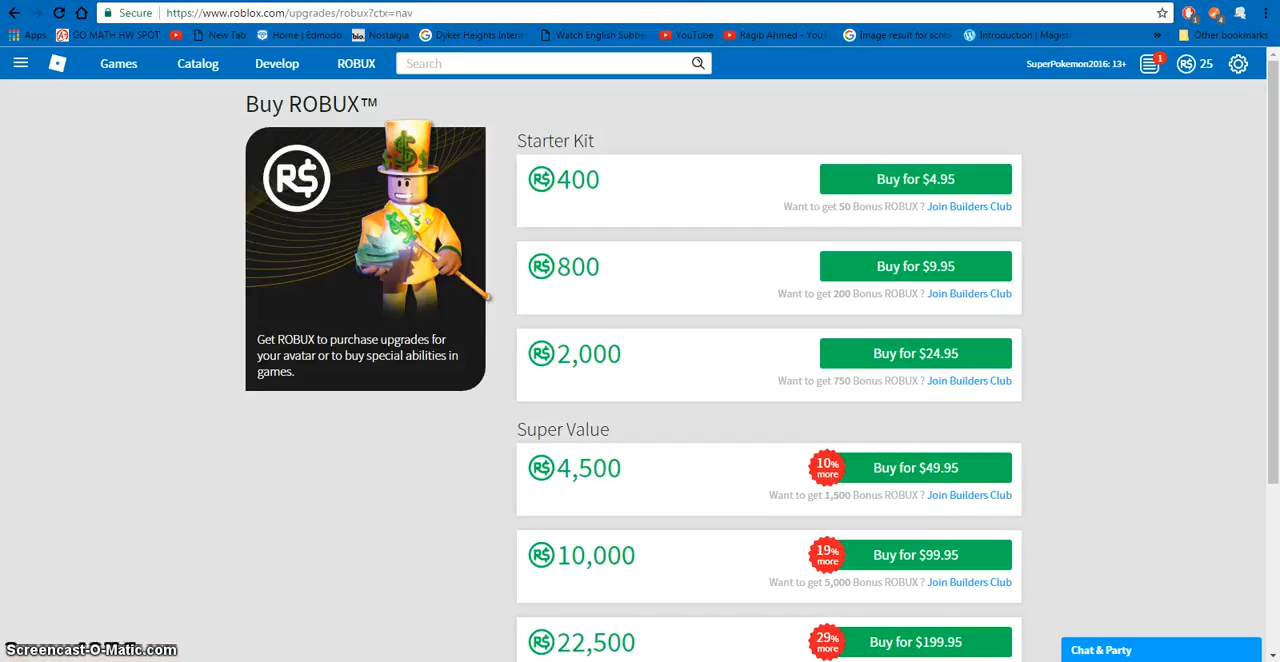 Secure https://www.roblox.com/upgrades/robux?ctx=nav
1 4
Apps GO MATH HW SPOT New Tab Home | Edmodo bio Nostalgia Dyker Heights Interm Watch English Subbe YouTube Ragib Ahmed - YouT Image result for scrib Introduction | Magist » Other bookmarks
Games Catalog Develop ROBUX Search SuperPokemon2016: 13+ 1 R$ 25
Buy ROBUX™
R$
Get ROBUX to purchase upgrades for
your avatar or to buy special abilities in
games.
Starter Kit
R$ 400 Buy for $4.95
Want to get 50 Bonus ROBUX ? Join Builders Club
R$ 800 Buy for $9.95
Want to get 200 Bonus ROBUX ? Join Builders Club
R$ 2,000 Buy for $24.95
Want to get 750 Bonus ROBUX ? Join Builders Club
Super Value
R$ 4,500 10% more Buy for $49.95
Want to get 1,500 Bonus ROBUX ? Join Builders Club
R$ 10,000 19% more Buy for $99.95
Want to get 5,000 Bonus ROBUX ? Join Builders Club
R$ 22,500 29% more Buy for $199.95
Screencast-O-Matic.com
Chat & Party